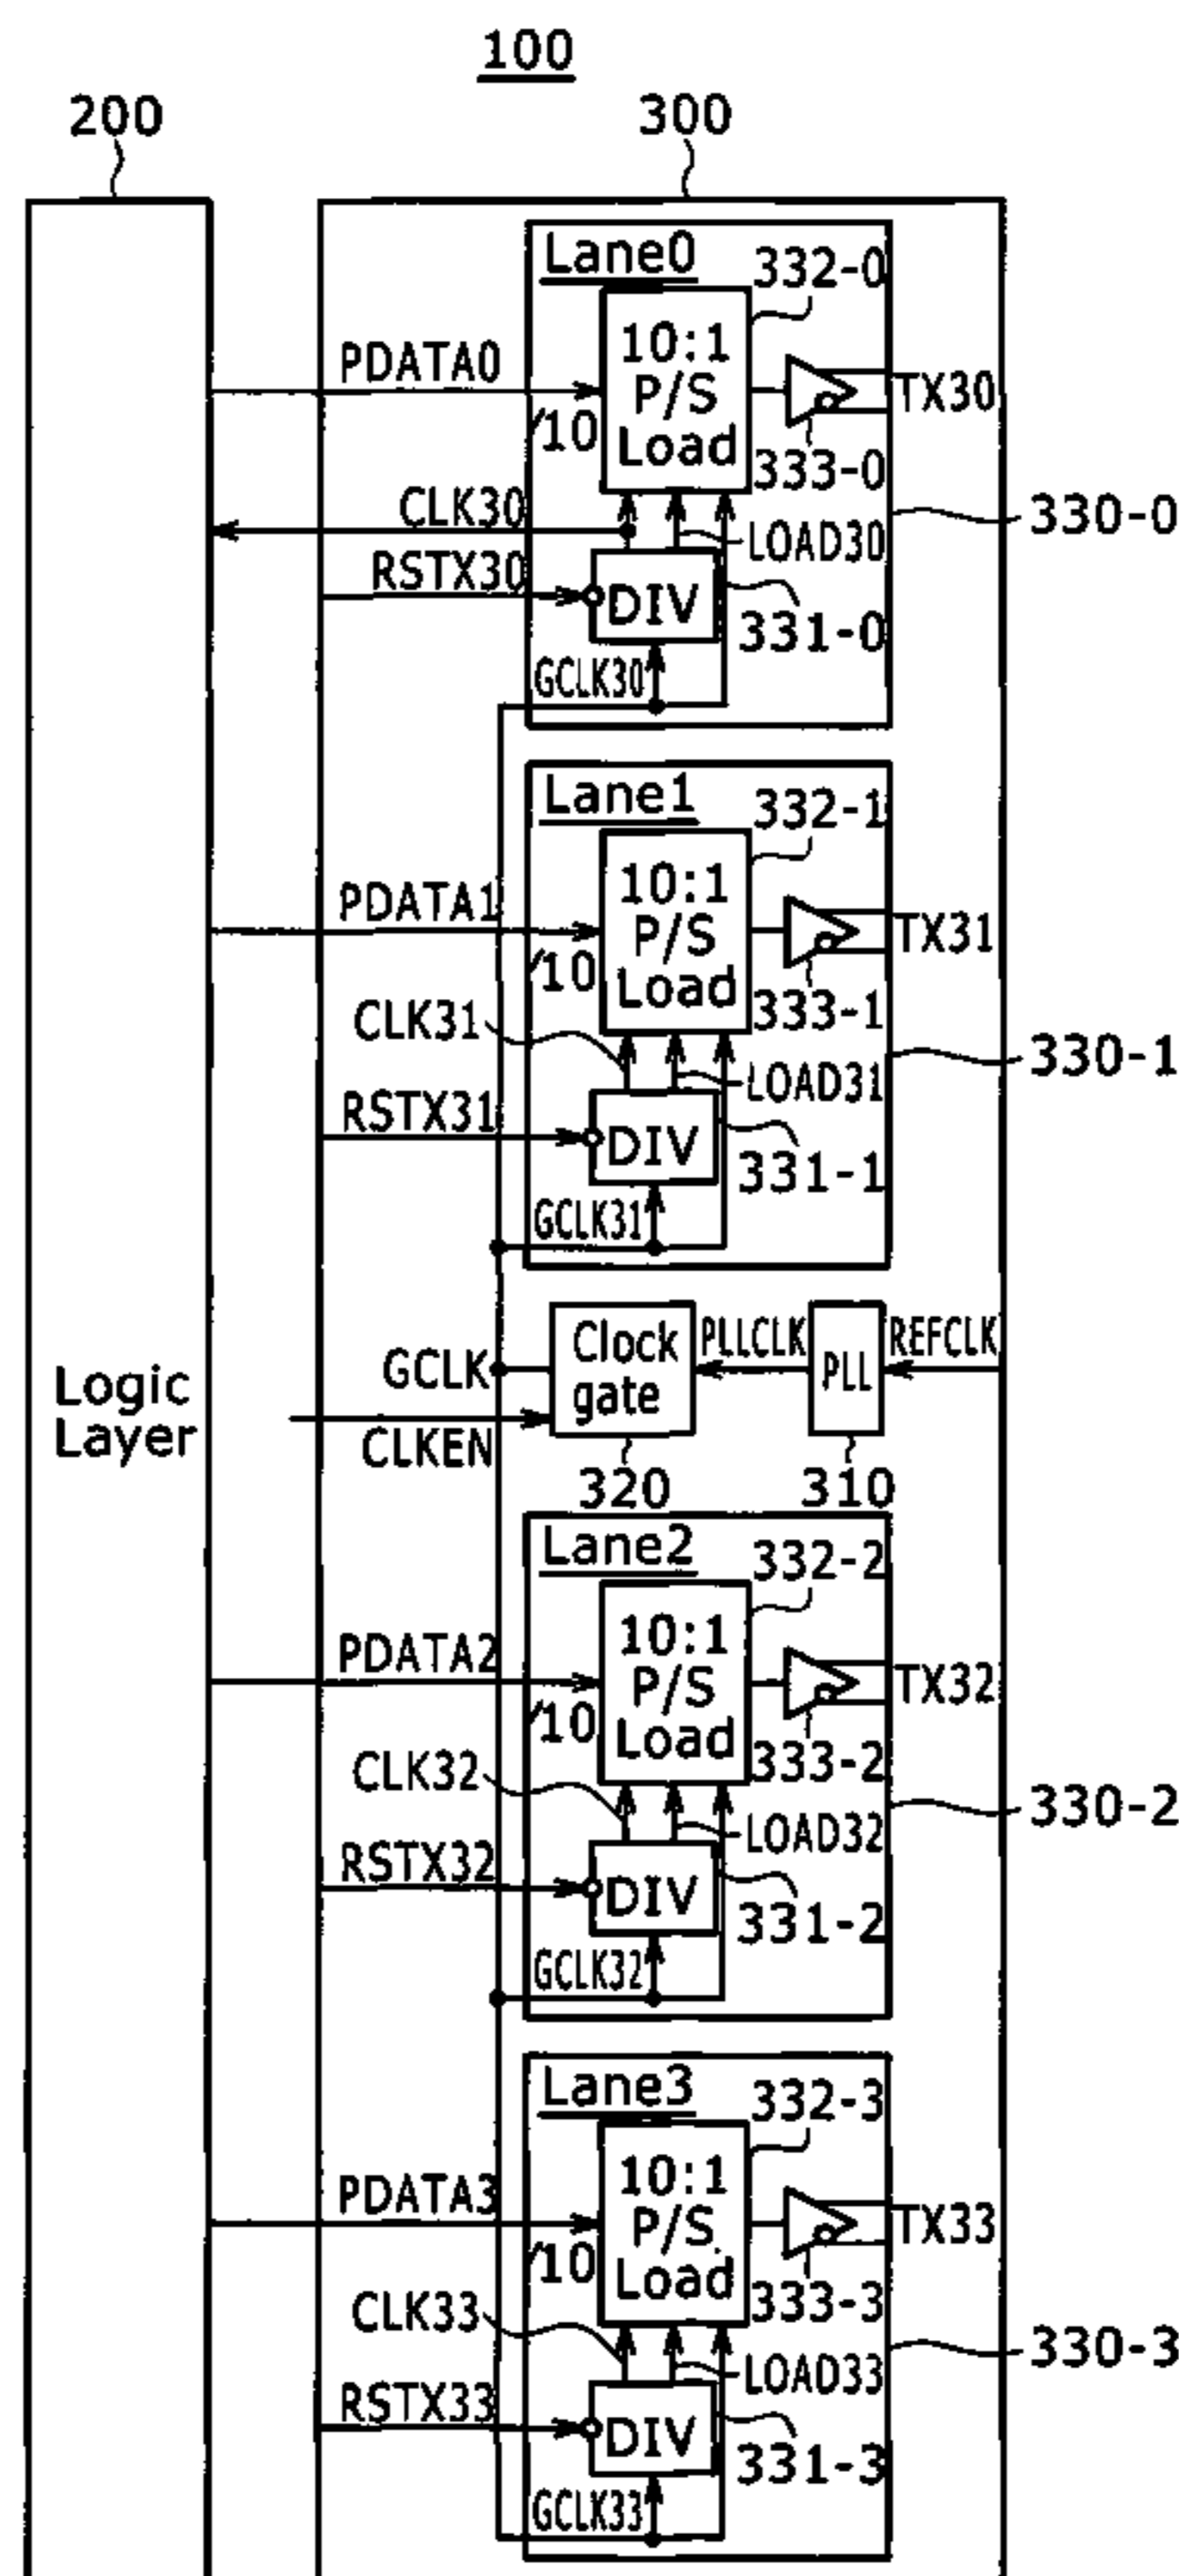 100
200
300
Lane0
332-0
10:1
P/S
Load
PDATA0
10
TX30
333-0
CLK30
LOAD30
330-0
RSTX30
DIV
331-0
GCLK30
Lane1
332-1
10:1
P/S
Load
PDATA1
10
TX31
333-1
CLK31
330-1
LOAD31
RSTX31
DIV
331-1
GCLK31
Logic
Layer
GCLK
Clock
gate
PLLCLK
PLL
REFCLK
CLKEN
320
310
Lane2
332-2
10:1
P/S
Load
PDATA2
10
TX32
333-2
CLK32
330-2
LOAD32
RSTX32
DIV
331-2
GCLK32
Lane3
332-3
10:1
P/S
Load
PDATA3
10
TX33
333-3
CLK33
330-3
LOAD33
RSTX33
DIV
331-3
GCLK33